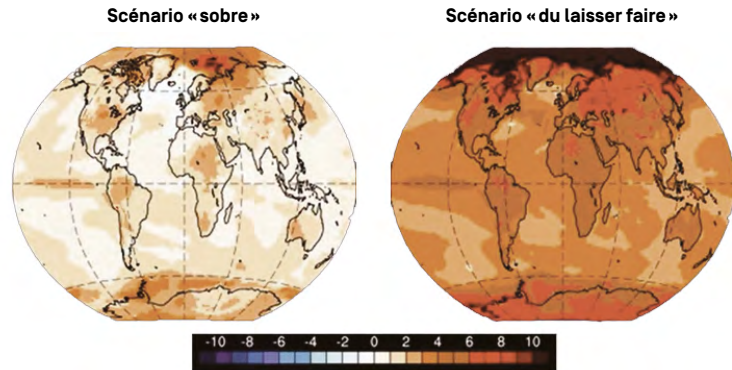 Scénario « sobre »
Scénario « du laisser faire »
-10 -8 -6 -4 -2 0 2 4 6 8 10